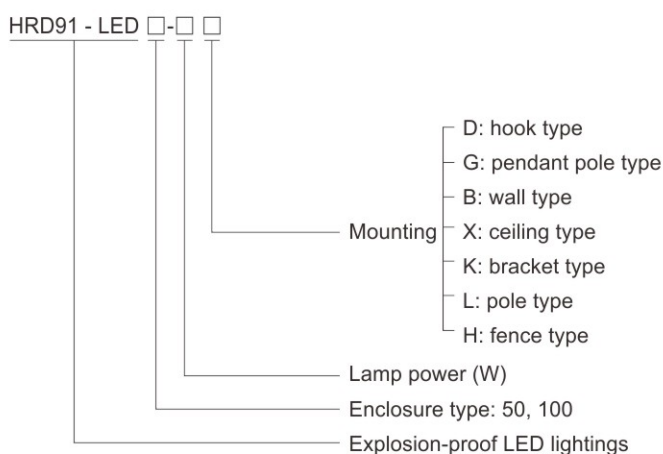 HRD91 - LED □-□ □
D: hook type
G: pendant pole type
B: wall type
Mounting X: ceiling type
K: bracket type
L: pole type
H: fence type
Lamp power (W)
Enclosure type: 50, 100
Explosion-proof LED lightings